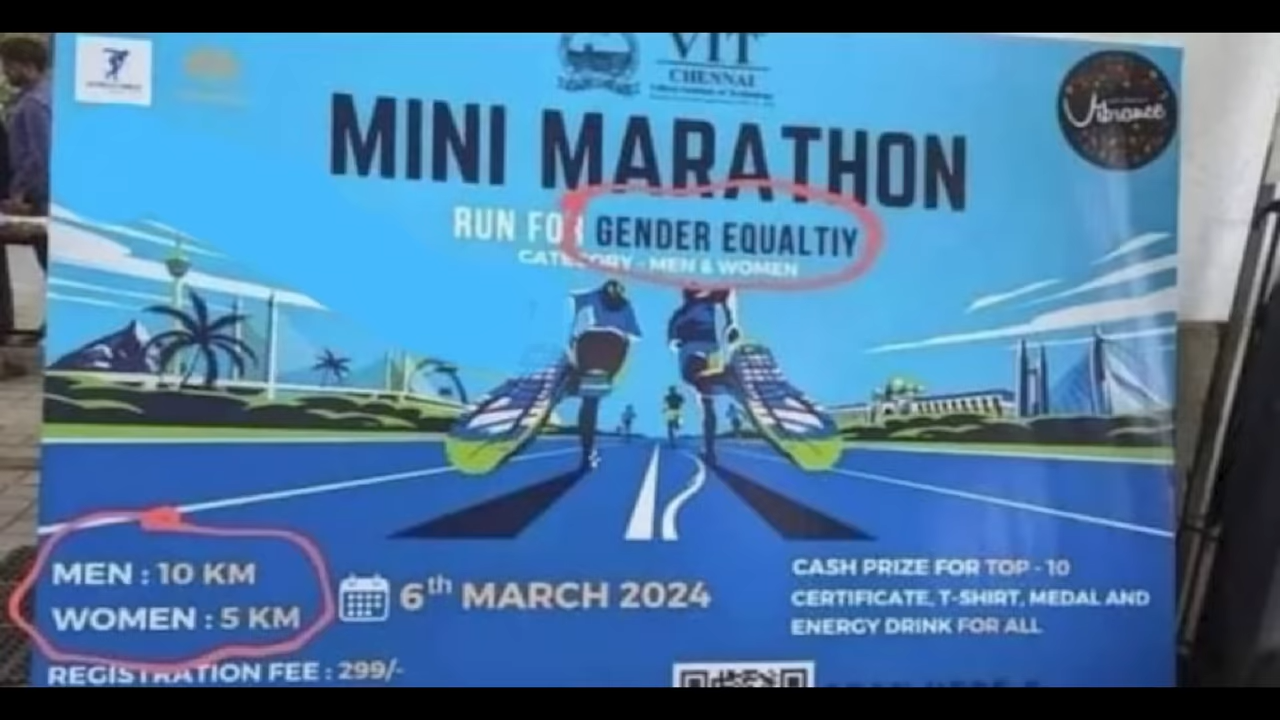 VIT
CHENNAI
Vibrance
MINI MARATHON
RUN FOR GENDER EQUALTIY
CATEGORY - MEN & WOMEN
MEN : 10 KM
WOMEN : 5 KM
6th MARCH 2024
CASH PRIZE FOR TOP - 10
CERTIFICATE, T-SHIRT, MEDAL AND
ENERGY DRINK FOR ALL
REGISTRATION FEE : 299/-